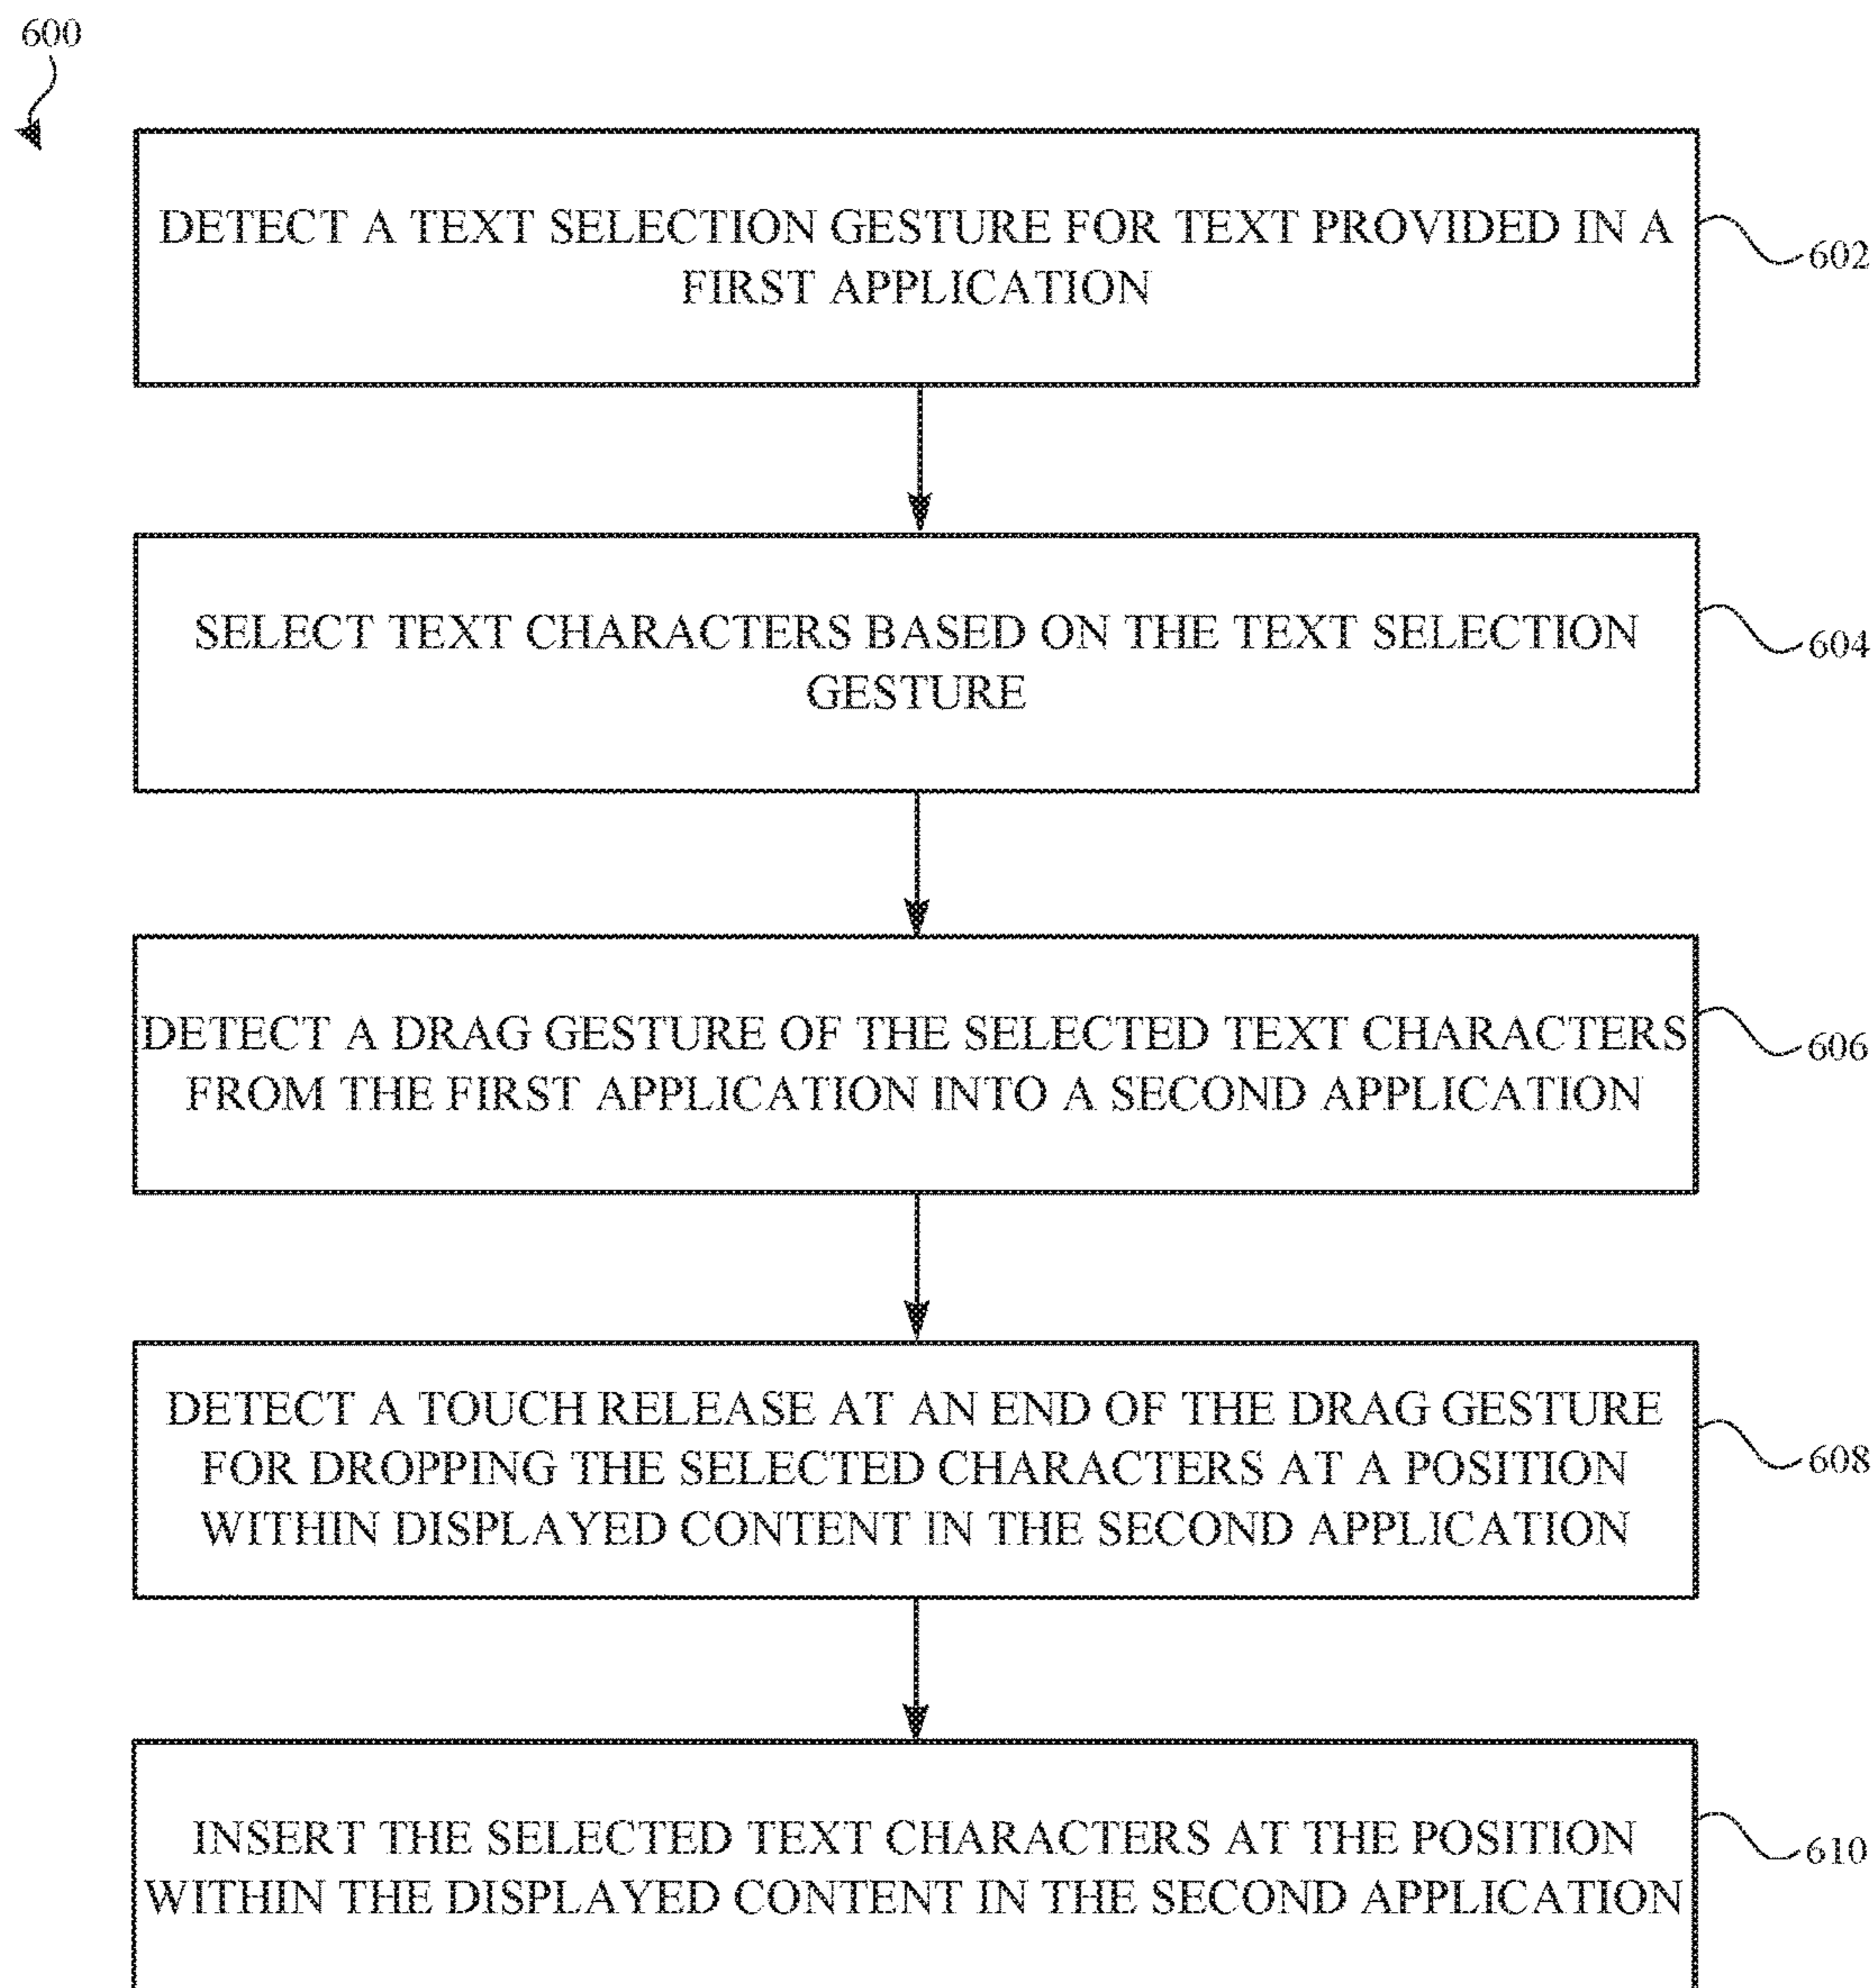 600
DETECT A TEXT SELECTION GESTURE FOR TEXT PROVIDED IN A
FIRST APPLICATION
602
SELECT TEXT CHARACTERS BASED ON THE TEXT SELECTION
GESTURE
604
DETECT A DRAG GESTURE OF THE SELECTED TEXT CHARACTERS
FROM THE FIRST APPLICATION INTO A SECOND APPLICATION
606
DETECT A TOUCH RELEASE AT AN END OF THE DRAG GESTURE
FOR DROPPING THE SELECTED CHARACTERS AT A POSITION
WITHIN DISPLAYED CONTENT IN THE SECOND APPLICATION
608
INSERT THE SELECTED TEXT CHARACTERS AT THE POSITION
WITHIN THE DISPLAYED CONTENT IN THE SECOND APPLICATION
610